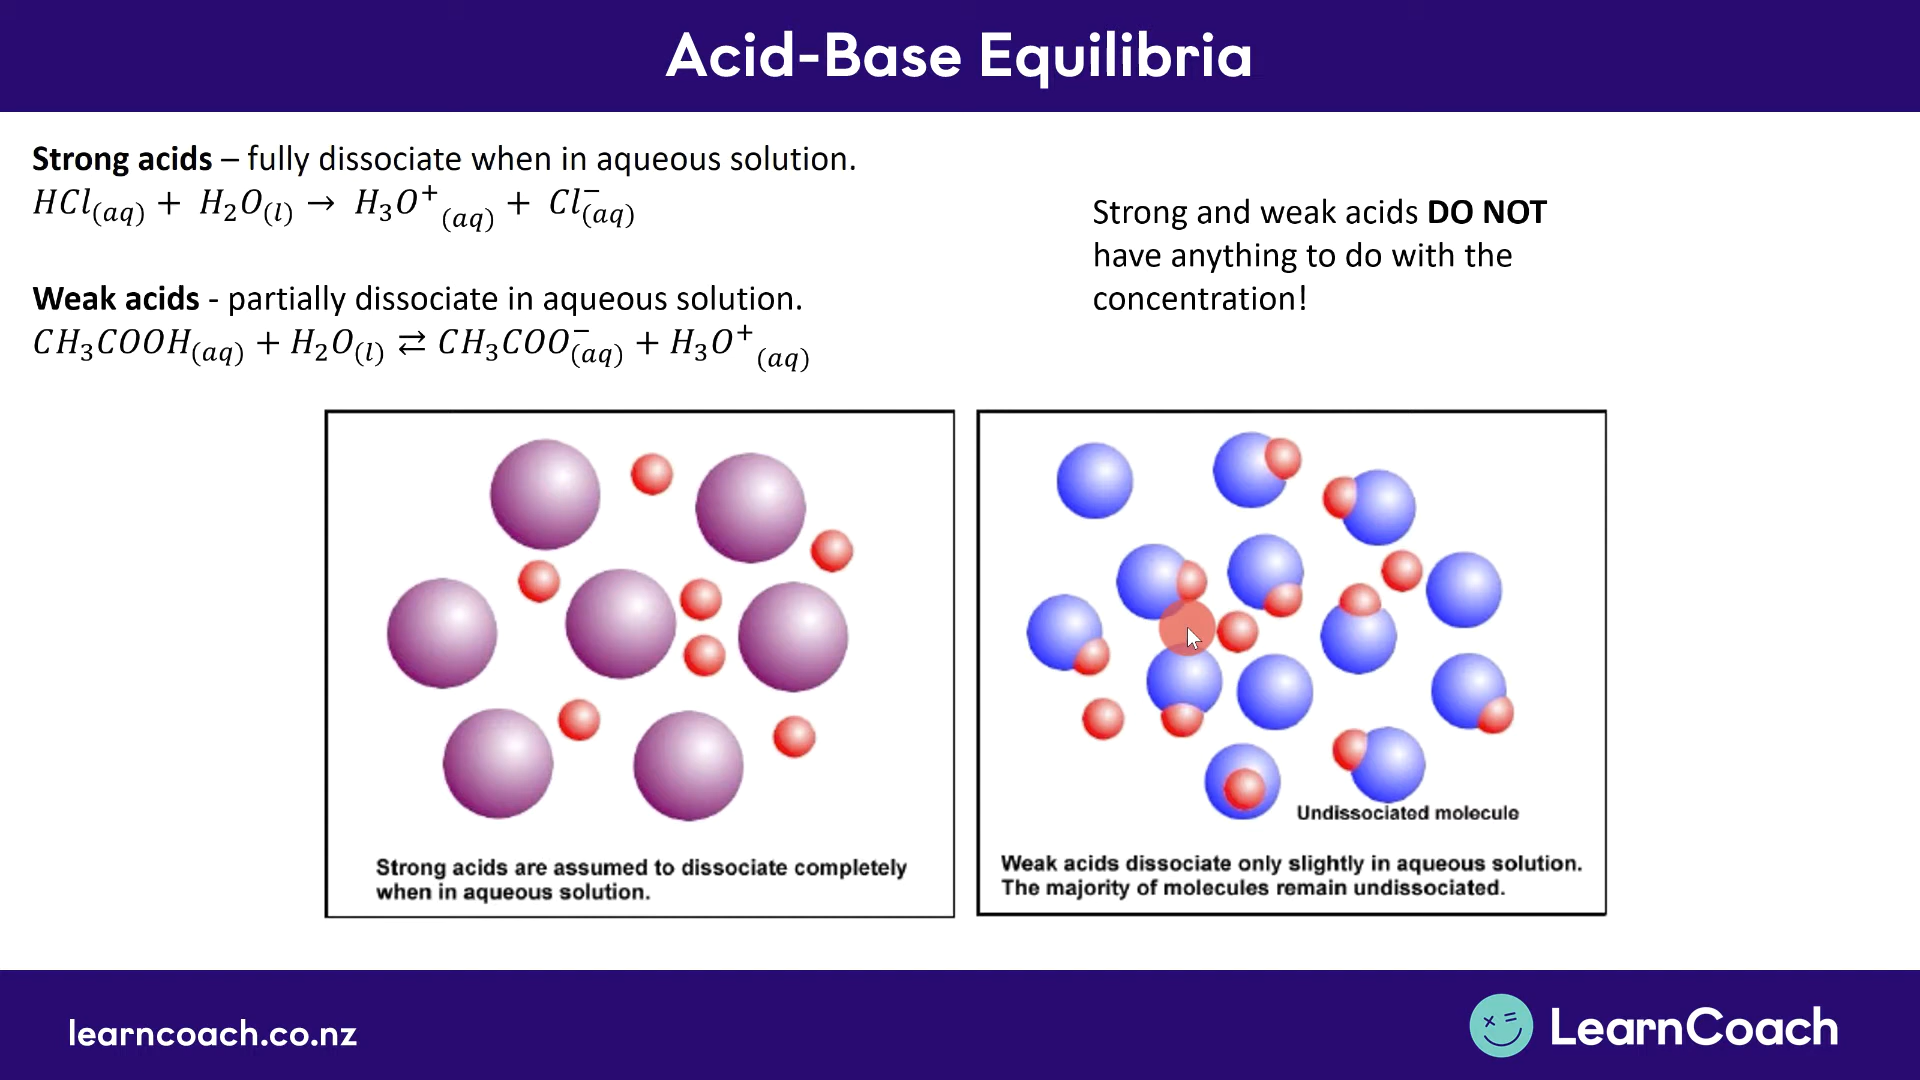 Acid-Base Equilibria
Strong acids – fully dissociate when in aqueous solution.
HCl(aq) + H₂O(l) → H₃O⁺(aq) + Cl⁻(aq)
Weak acids - partially dissociate in aqueous solution.
CH₃COOH(aq) + H₂O(l) ⇄ CH₃COO⁻(aq) + H₃O⁺(aq)
Strong and weak acids DO NOT
have anything to do with the
concentration!
Strong acids are assumed to dissociate completely
when in aqueous solution.
Undissociated molecule
Weak acids dissociate only slightly in aqueous solution.
The majority of molecules remain undissociated.
learncoach.co.nz
LearnCoach